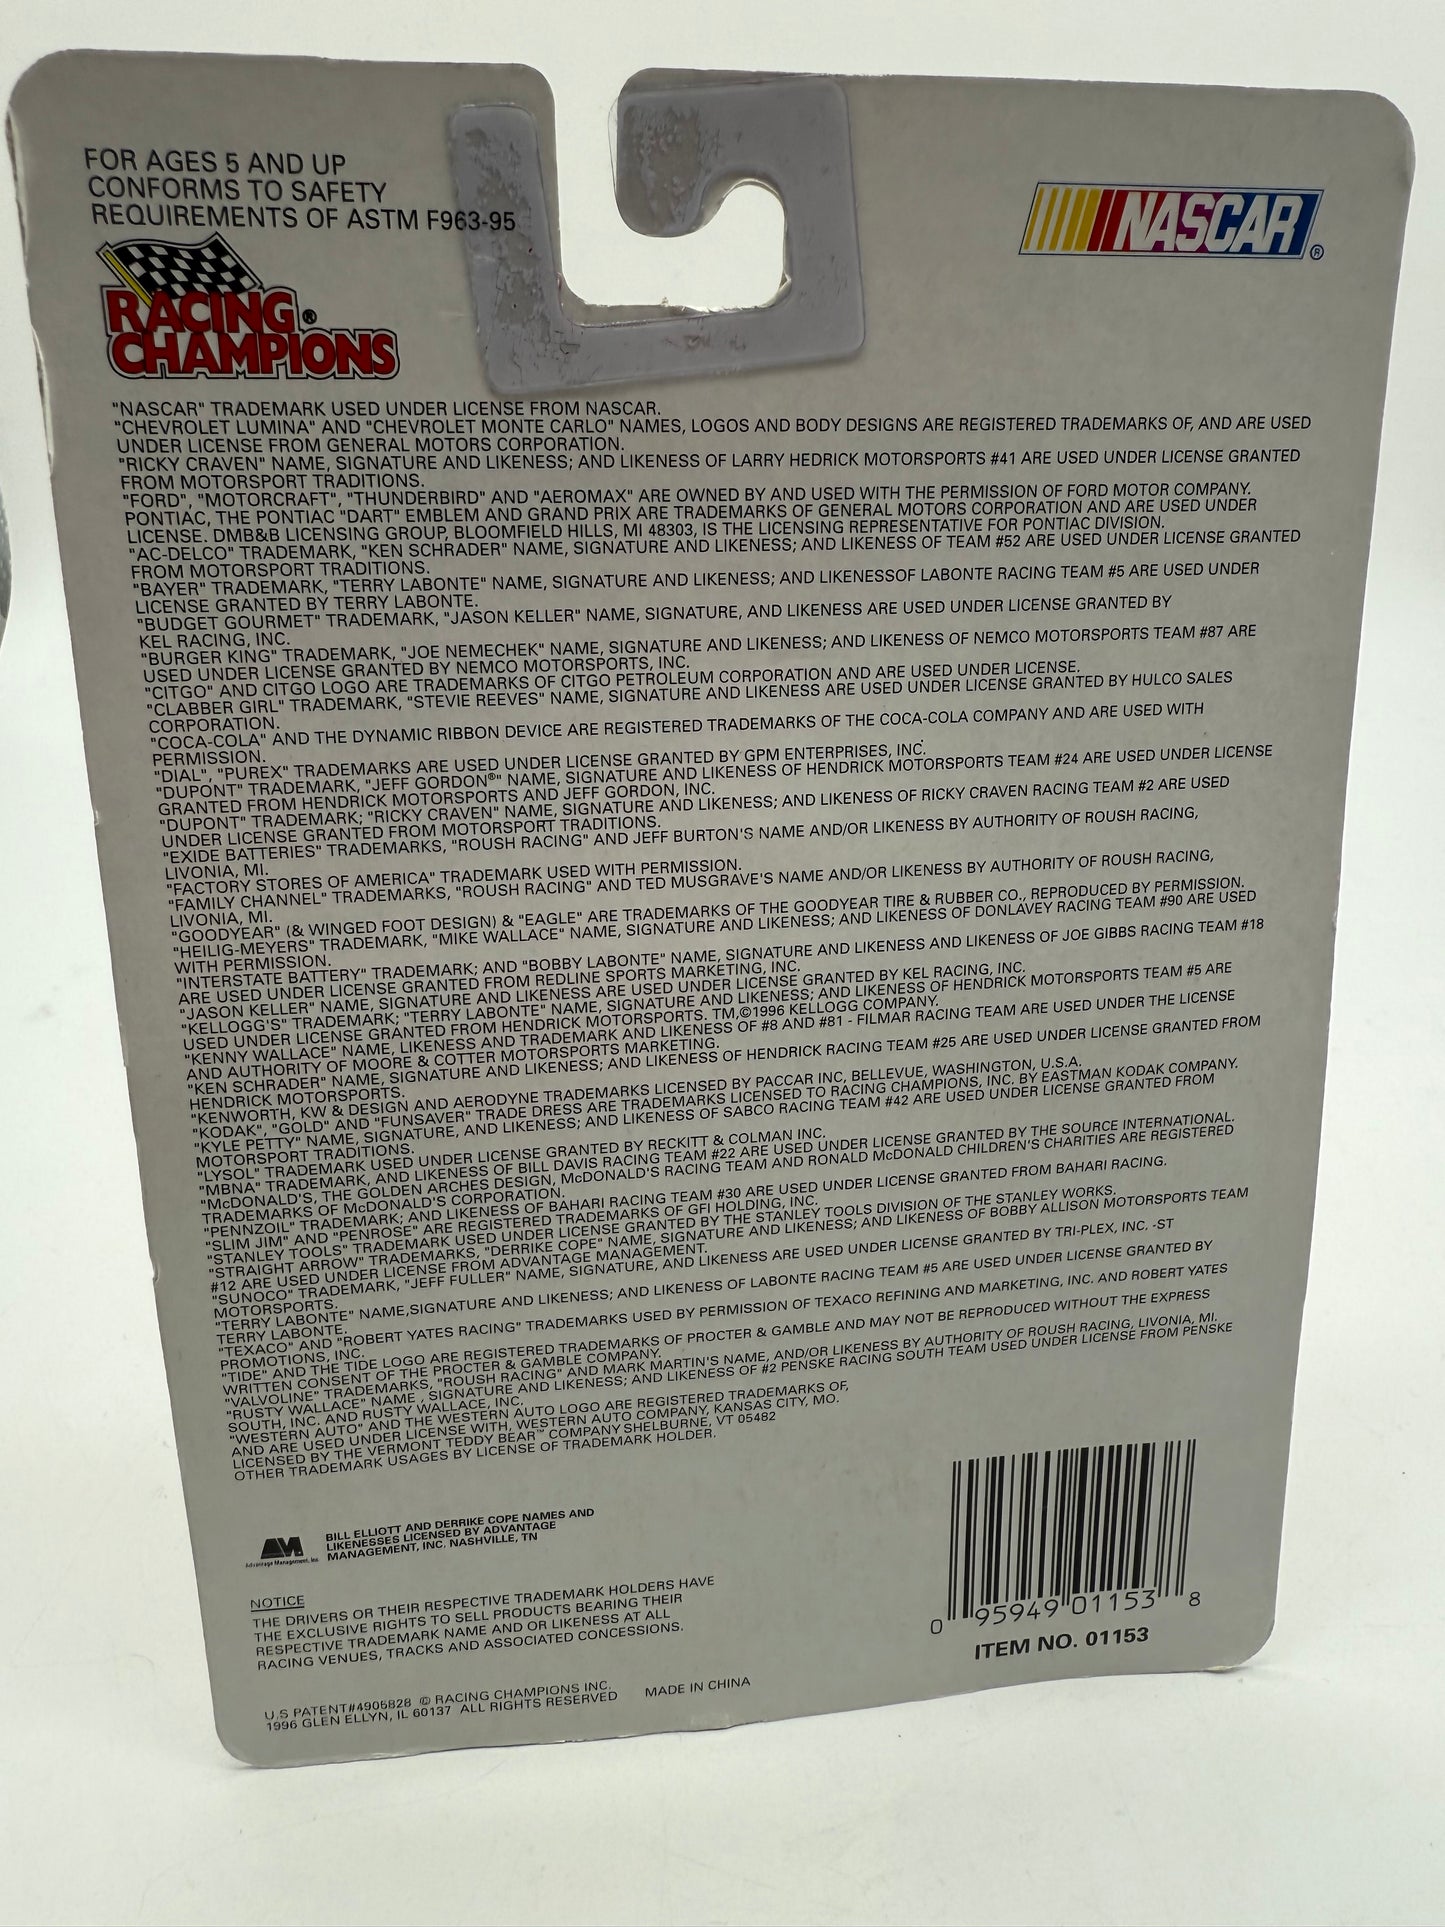 FOR AGES 5 AND UP
CONFORMS TO SAFETY
REQUIREMENTS OF ASTM F963-95
NASCAR®
RACING®
CHAMPIONS
"NASCAR" TRADEMARK USED UNDER LICENSE FROM NASCAR.
"CHEVROLET LUMINA" AND "CHEVROLET MONTE CARLO" NAMES, LOGOS AND BODY DESIGNS ARE REGISTERED TRADEMARKS OF, AND ARE USED
UNDER LICENSE FROM GENERAL MOTORS CORPORATION.
"RICKY CRAVEN" NAME, SIGNATURE AND LIKENESS; AND LIKENESS OF LARRY HEDRICK MOTORSPORTS #41 ARE USED UNDER LICENSE GRANTED
FROM MOTORSPORT TRADITIONS.
"FORD", "MOTORCRAFT", "THUNDERBIRD" AND "AEROMAX" ARE OWNED BY AND USED WITH THE PERMISSION OF FORD MOTOR COMPANY.
PONTIAC, THE PONTIAC "DART" EMBLEM AND GRAND PRIX ARE TRADEMARKS OF GENERAL MOTORS CORPORATION AND ARE USED UNDER
LICENSE. DMB&B LICENSING GROUP, BLOOMFIELD HILLS, MI 48303, IS THE LICENSING REPRESENTATIVE FOR PONTIAC DIVISION.
"AC-DELCO" TRADEMARK, "KEN SCHRADER" NAME, SIGNATURE AND LIKENESS; AND LIKENESS OF TEAM #52 ARE USED UNDER LICENSE GRANTED
FROM MOTORSPORT TRADITIONS.
"BAYER" TRADEMARK, "TERRY LABONTE" NAME, SIGNATURE AND LIKENESS; AND LIKENESSOF LABONTE RACING TEAM #5 ARE USED UNDER
LICENSE GRANTED BY TERRY LABONTE.
"BUDGET GOURMET" TRADEMARK, "JASON KELLER" NAME, SIGNATURE, AND LIKENESS ARE USED UNDER LICENSE GRANTED BY
KEL RACING, INC.
"BURGER KING" TRADEMARK, "JOE NEMECHEK" NAME, SIGNATURE AND LIKENESS; AND LIKENESS OF NEMCO MOTORSPORTS TEAM #87 ARE
USED UNDER LICENSE GRANTED BY NEMCO MOTORSPORTS, INC.
"CITGO" AND CITGO LOGO ARE TRADEMARKS OF CITGO PETROLEUM CORPORATION AND ARE USED UNDER LICENSE.
"CLABBER GIRL" TRADEMARK, "STEVIE REEVES" NAME, SIGNATURE AND LIKENESS ARE USED UNDER LICENSE GRANTED BY HULCO SALES
CORPORATION.
"COCA-COLA" AND THE DYNAMIC RIBBON DEVICE ARE REGISTERED TRADEMARKS OF THE COCA-COLA COMPANY AND ARE USED WITH
PERMISSION.
"DIAL", "PUREX" TRADEMARKS ARE USED UNDER LICENSE GRANTED BY GPM ENTERPRISES, INC.
"DUPONT" TRADEMARK, "JEFF GORDON®" NAME, SIGNATURE AND LIKENESS OF HENDRICK MOTORSPORTS TEAM #24 ARE USED UNDER LICENSE
GRANTED FROM HENDRICK MOTORSPORTS AND JEFF GORDON, INC.
"DUPONT" TRADEMARK; "RICKY CRAVEN" NAME, SIGNATURE AND LIKENESS; AND LIKENESS OF RICKY CRAVEN RACING TEAM #2 ARE USED
UNDER LICENSE GRANTED FROM MOTORSPORT TRADITIONS.
"EXIDE BATTERIES" TRADEMARKS, "ROUSH RACING" AND JEFF BURTON'S NAME AND/OR LIKENESS BY AUTHORITY OF ROUSH RACING,
LIVONIA, MI.
"FACTORY STORES OF AMERICA" TRADEMARK USED WITH PERMISSION.
"FAMILY CHANNEL" TRADEMARKS, "ROUSH RACING" AND TED MUSGRAVE'S NAME AND/OR LIKENESS BY AUTHORITY OF ROUSH RACING,
LIVONIA, MI.
"GOODYEAR" (& WINGED FOOT DESIGN) & "EAGLE" ARE TRADEMARKS OF THE GOODYEAR TIRE & RUBBER CO., REPRODUCED BY PERMISSION.
"HEILIG-MEYERS" TRADEMARK, "MIKE WALLACE" NAME, SIGNATURE AND LIKENESS; AND LIKENESS OF DONLAVEY RACING TEAM #90 ARE USED
WITH PERMISSION.
"INTERSTATE BATTERY" TRADEMARK; AND "BOBBY LABONTE" NAME, SIGNATURE AND LIKENESS AND LIKENESS OF JOE GIBBS RACING TEAM #18
ARE USED UNDER LICENSE GRANTED FROM REDLINE SPORTS MARKETING, INC.
"JASON KELLER" NAME, SIGNATURE AND LIKENESS ARE USED UNDER LICENSE GRANTED BY KEL RACING, INC.
"KELLOGG'S" TRADEMARK; "TERRY LABONTE" NAME, SIGNATURE AND LIKENESS; AND LIKENESS OF HENDRICK MOTORSPORTS TEAM #5 ARE
USED UNDER LICENSE GRANTED FROM HENDRICK MOTORSPORTS. TM,©1996 KELLOGG COMPANY.
"KENNY WALLACE" NAME, LIKENESS AND TRADEMARK AND LIKENESS OF #8 AND #81 - FILMAR RACING TEAM ARE USED UNDER THE LICENSE
AND AUTHORITY OF MOORE & COTTER MOTORSPORTS MARKETING.
"KEN SCHRADER" NAME, SIGNATURE AND LIKENESS; AND LIKENESS OF HENDRICK RACING TEAM #25 ARE USED UNDER LICENSE GRANTED FROM
HENDRICK MOTORSPORTS.
"KENWORTH, KW & DESIGN AND AERODYNE TRADEMARKS LICENSED BY PACCAR INC, BELLEVUE, WASHINGTON, U.S.A.
"KODAK", "GOLD" AND "FUNSAVER" TRADE DRESS ARE TRADEMARKS LICENSED TO RACING CHAMPIONS, INC. BY EASTMAN KODAK COMPANY.
"KYLE PETTY" NAME, SIGNATURE, AND LIKENESS; AND LIKENESS OF SABCO RACING TEAM #42 ARE USED UNDER LICENSE GRANTED FROM
MOTORSPORT TRADITIONS.
"LYSOL" TRADEMARK USED UNDER LICENSE GRANTED BY RECKITT & COLMAN INC.
"MBNA" TRADEMARK, AND LIKENESS OF BILL DAVIS RACING TEAM #22 ARE USED UNDER LICENSE GRANTED BY THE SOURCE INTERNATIONAL.
"McDONALD'S, THE GOLDEN ARCHES DESIGN, McDONALD'S RACING TEAM AND RONALD McDONALD CHILDREN'S CHARITIES ARE REGISTERED
TRADEMARKS OF McDONALD'S CORPORATION.
"PENNZOIL" TRADEMARK; AND LIKENESS OF BAHARI RACING TEAM #30 ARE USED UNDER LICENSE GRANTED FROM BAHARI RACING.
"SLIM JIM" AND "PENROSE" ARE REGISTERED TRADEMARKS OF GFI HOLDING, INC.
"STANLEY TOOLS" TRADEMARK USED UNDER LICENSE GRANTED BY THE STANLEY TOOLS DIVISION OF THE STANLEY WORKS.
"STRAIGHT ARROW" TRADEMARKS, "DERRIKE COPE" NAME, SIGNATURE AND LIKENESS; AND LIKENESS OF BOBBY ALLISON MOTORSPORTS TEAM
#12 ARE USED UNDER LICENSE FROM ADVANTAGE MANAGEMENT.
"SUNOCO" TRADEMARK, "JEFF FULLER" NAME, SIGNATURE, AND LIKENESS ARE USED UNDER LICENSE GRANTED BY TRI-PLEX, INC. -ST
MOTORSPORTS.
"TERRY LABONTE" NAME,SIGNATURE AND LIKENESS; AND LIKENESS OF LABONTE RACING TEAM #5 ARE USED UNDER LICENSE GRANTED BY
TERRY LABONTE.
"TEXACO" AND "ROBERT YATES RACING" TRADEMARKS USED BY PERMISSION OF TEXACO REFINING AND MARKETING, INC. AND ROBERT YATES
PROMOTIONS, INC.
"TIDE" AND THE TIDE LOGO ARE REGISTERED TRADEMARKS OF PROCTER & GAMBLE AND MAY NOT BE REPRODUCED WITHOUT THE EXPRESS
WRITTEN CONSENT OF THE PROCTER & GAMBLE COMPANY.
"VALVOLINE" TRADEMARKS, "ROUSH RACING" AND MARK MARTIN'S NAME, AND/OR LIKENESS BY AUTHORITY OF ROUSH RACING, LIVONIA, MI.
"RUSTY WALLACE" NAME , SIGNATURE AND LIKENESS; AND LIKENESS OF #2 PENSKE RACING SOUTH TEAM USED UNDER LICENSE FROM PENSKE
SOUTH, INC. AND RUSTY WALLACE, INC.
"WESTERN AUTO" AND THE WESTERN AUTO LOGO ARE REGISTERED TRADEMARKS OF,
AND ARE USED UNDER LICENSE WITH, WESTERN AUTO COMPANY, KANSAS CITY, MO.
LICENSED BY THE VERMONT TEDDY BEAR™ COMPANY SHELBURNE, VT 05482
OTHER TRADEMARK USAGES BY LICENSE OF TRADEMARK HOLDER.
AM
Advantage Management, Inc.
BILL ELLIOTT AND DERRIKE COPE NAMES AND
LIKENESSES LICENSED BY ADVANTAGE
MANAGEMENT, INC. NASHVILLE, TN
NOTICE
THE DRIVERS OR THEIR RESPECTIVE TRADEMARK HOLDERS HAVE
THE EXCLUSIVE RIGHTS TO SELL PRODUCTS BEARING THEIR
RESPECTIVE TRADEMARK NAME AND OR LIKENESS AT ALL
RACING VENUES, TRACKS AND ASSOCIATED CONCESSIONS.
0 95949 01153 8
ITEM NO. 01153
U.S PATENT#4905828 © RACING CHAMPIONS INC.
1996 GLEN ELLYN, IL 60137 ALL RIGHTS RESERVED MADE IN CHINA